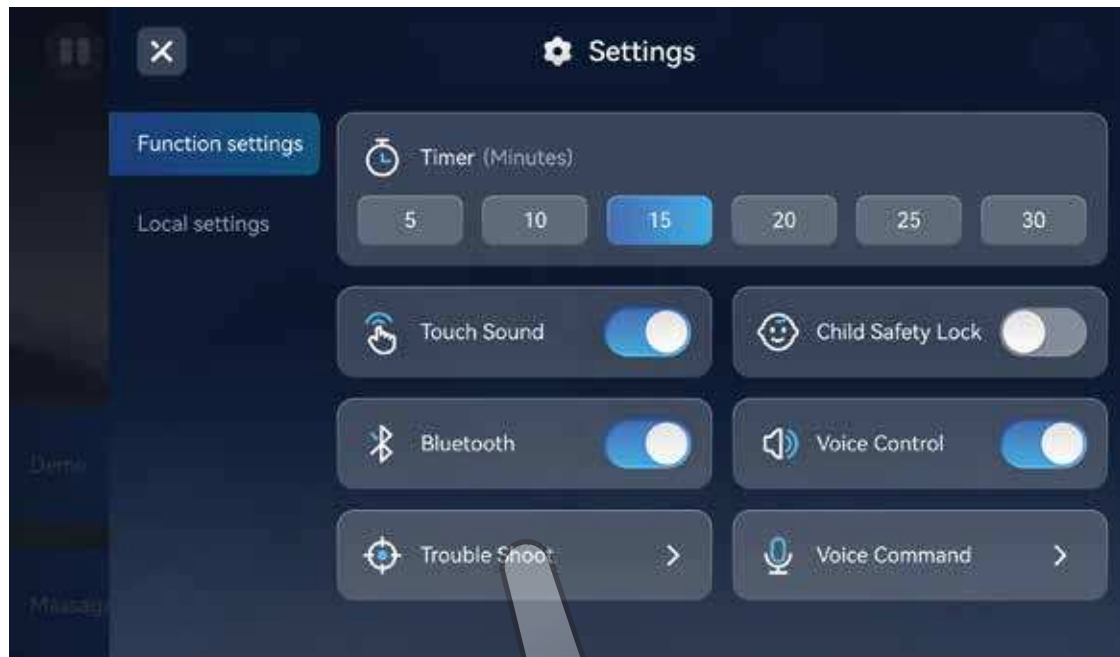 Settings
Function settings
Local settings
Timer (Minutes)
5 10 15 20 25 30
Touch Sound
Child Safety Lock
Bluetooth
Voice Control
Trouble Shoot
Voice Command
Demo